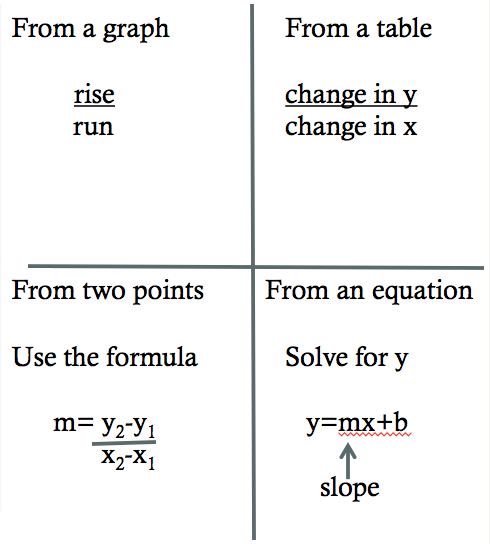 From a graph
rise
run
From a table
change in y
change in x
From two points
Use the formula
m= y₂-y₁
x₂-x₁
From an equation
Solve for y
y=mx+b
slope